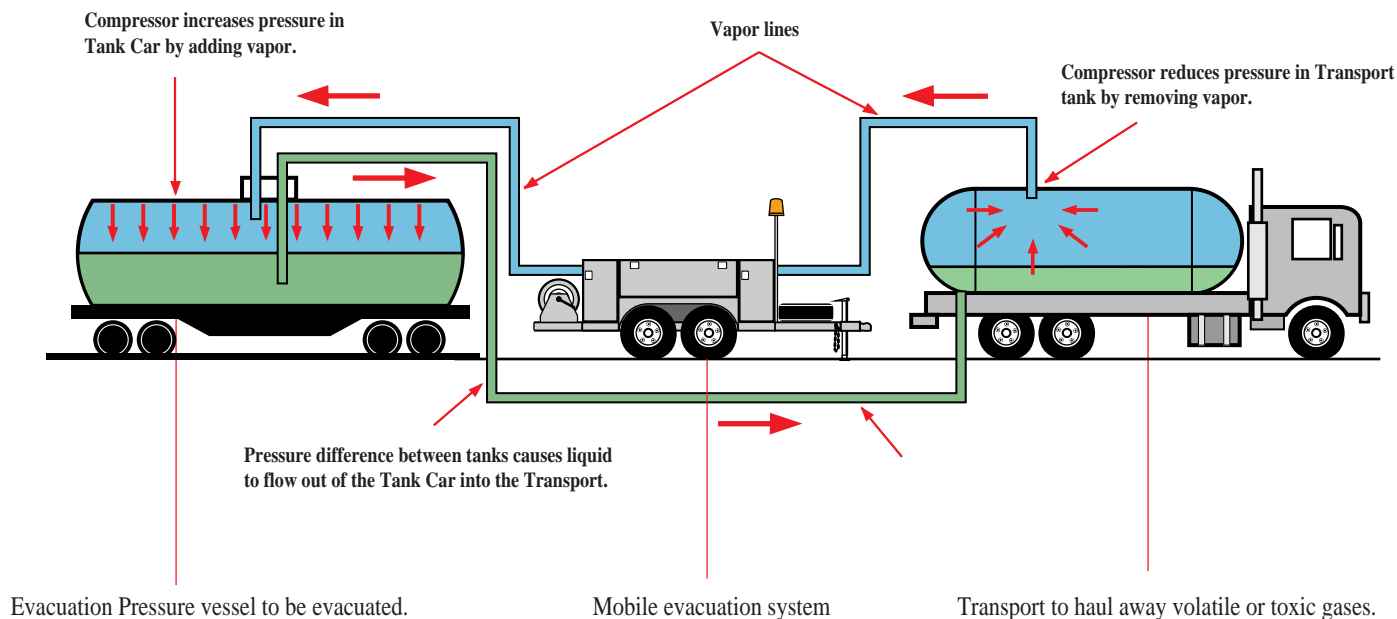 Compressor increases pressure in
Tank Car by adding vapor.
Vapor lines
Compressor reduces pressure in Transport
tank by removing vapor.
Pressure difference between tanks causes liquid
to flow out of the Tank Car into the Transport.
Evacuation Pressure vessel to be evacuated.
Mobile evacuation system
Transport to haul away volatile or toxic gases.